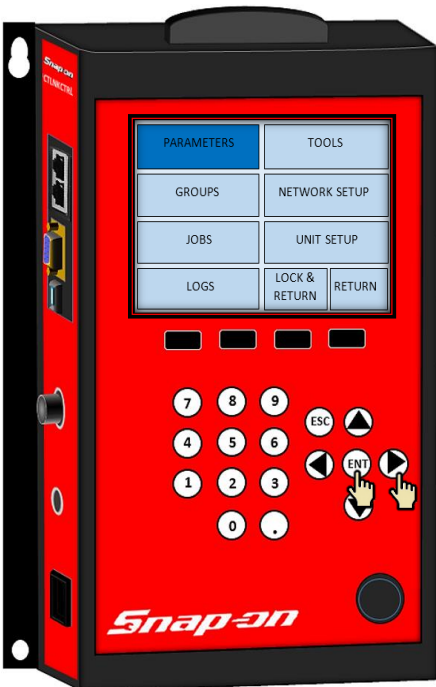 Snap-on
CTLNKCTRL
PARAMETERS
TOOLS
GROUPS
NETWORK SETUP
JOBS
UNIT SETUP
LOGS
LOCK &
RETURN
RETURN
7 8 9
ESC
4 5 6
ENT
1 2 3
0 .
Snap-on